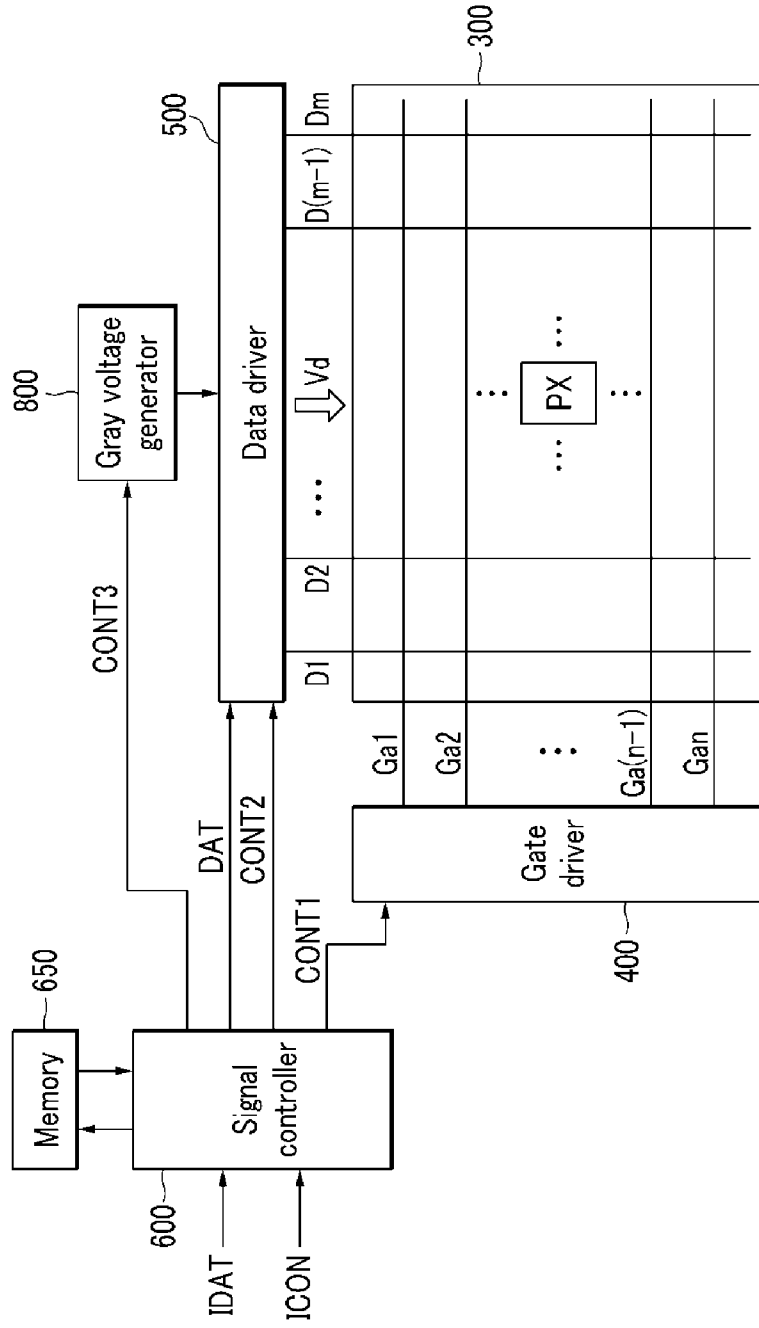 800
Gray voltage
generator
CONT3
650
Memory
500
Data driver
DAT
CONT2
600
Signal
controller
IDAT
ICON
CONT1
D1
D2
...
Vd
D(m-1)
Dm
300
Gate
driver
400
Ga1
Ga2
...
Ga(n-1)
Gan
...
... PX ...
...